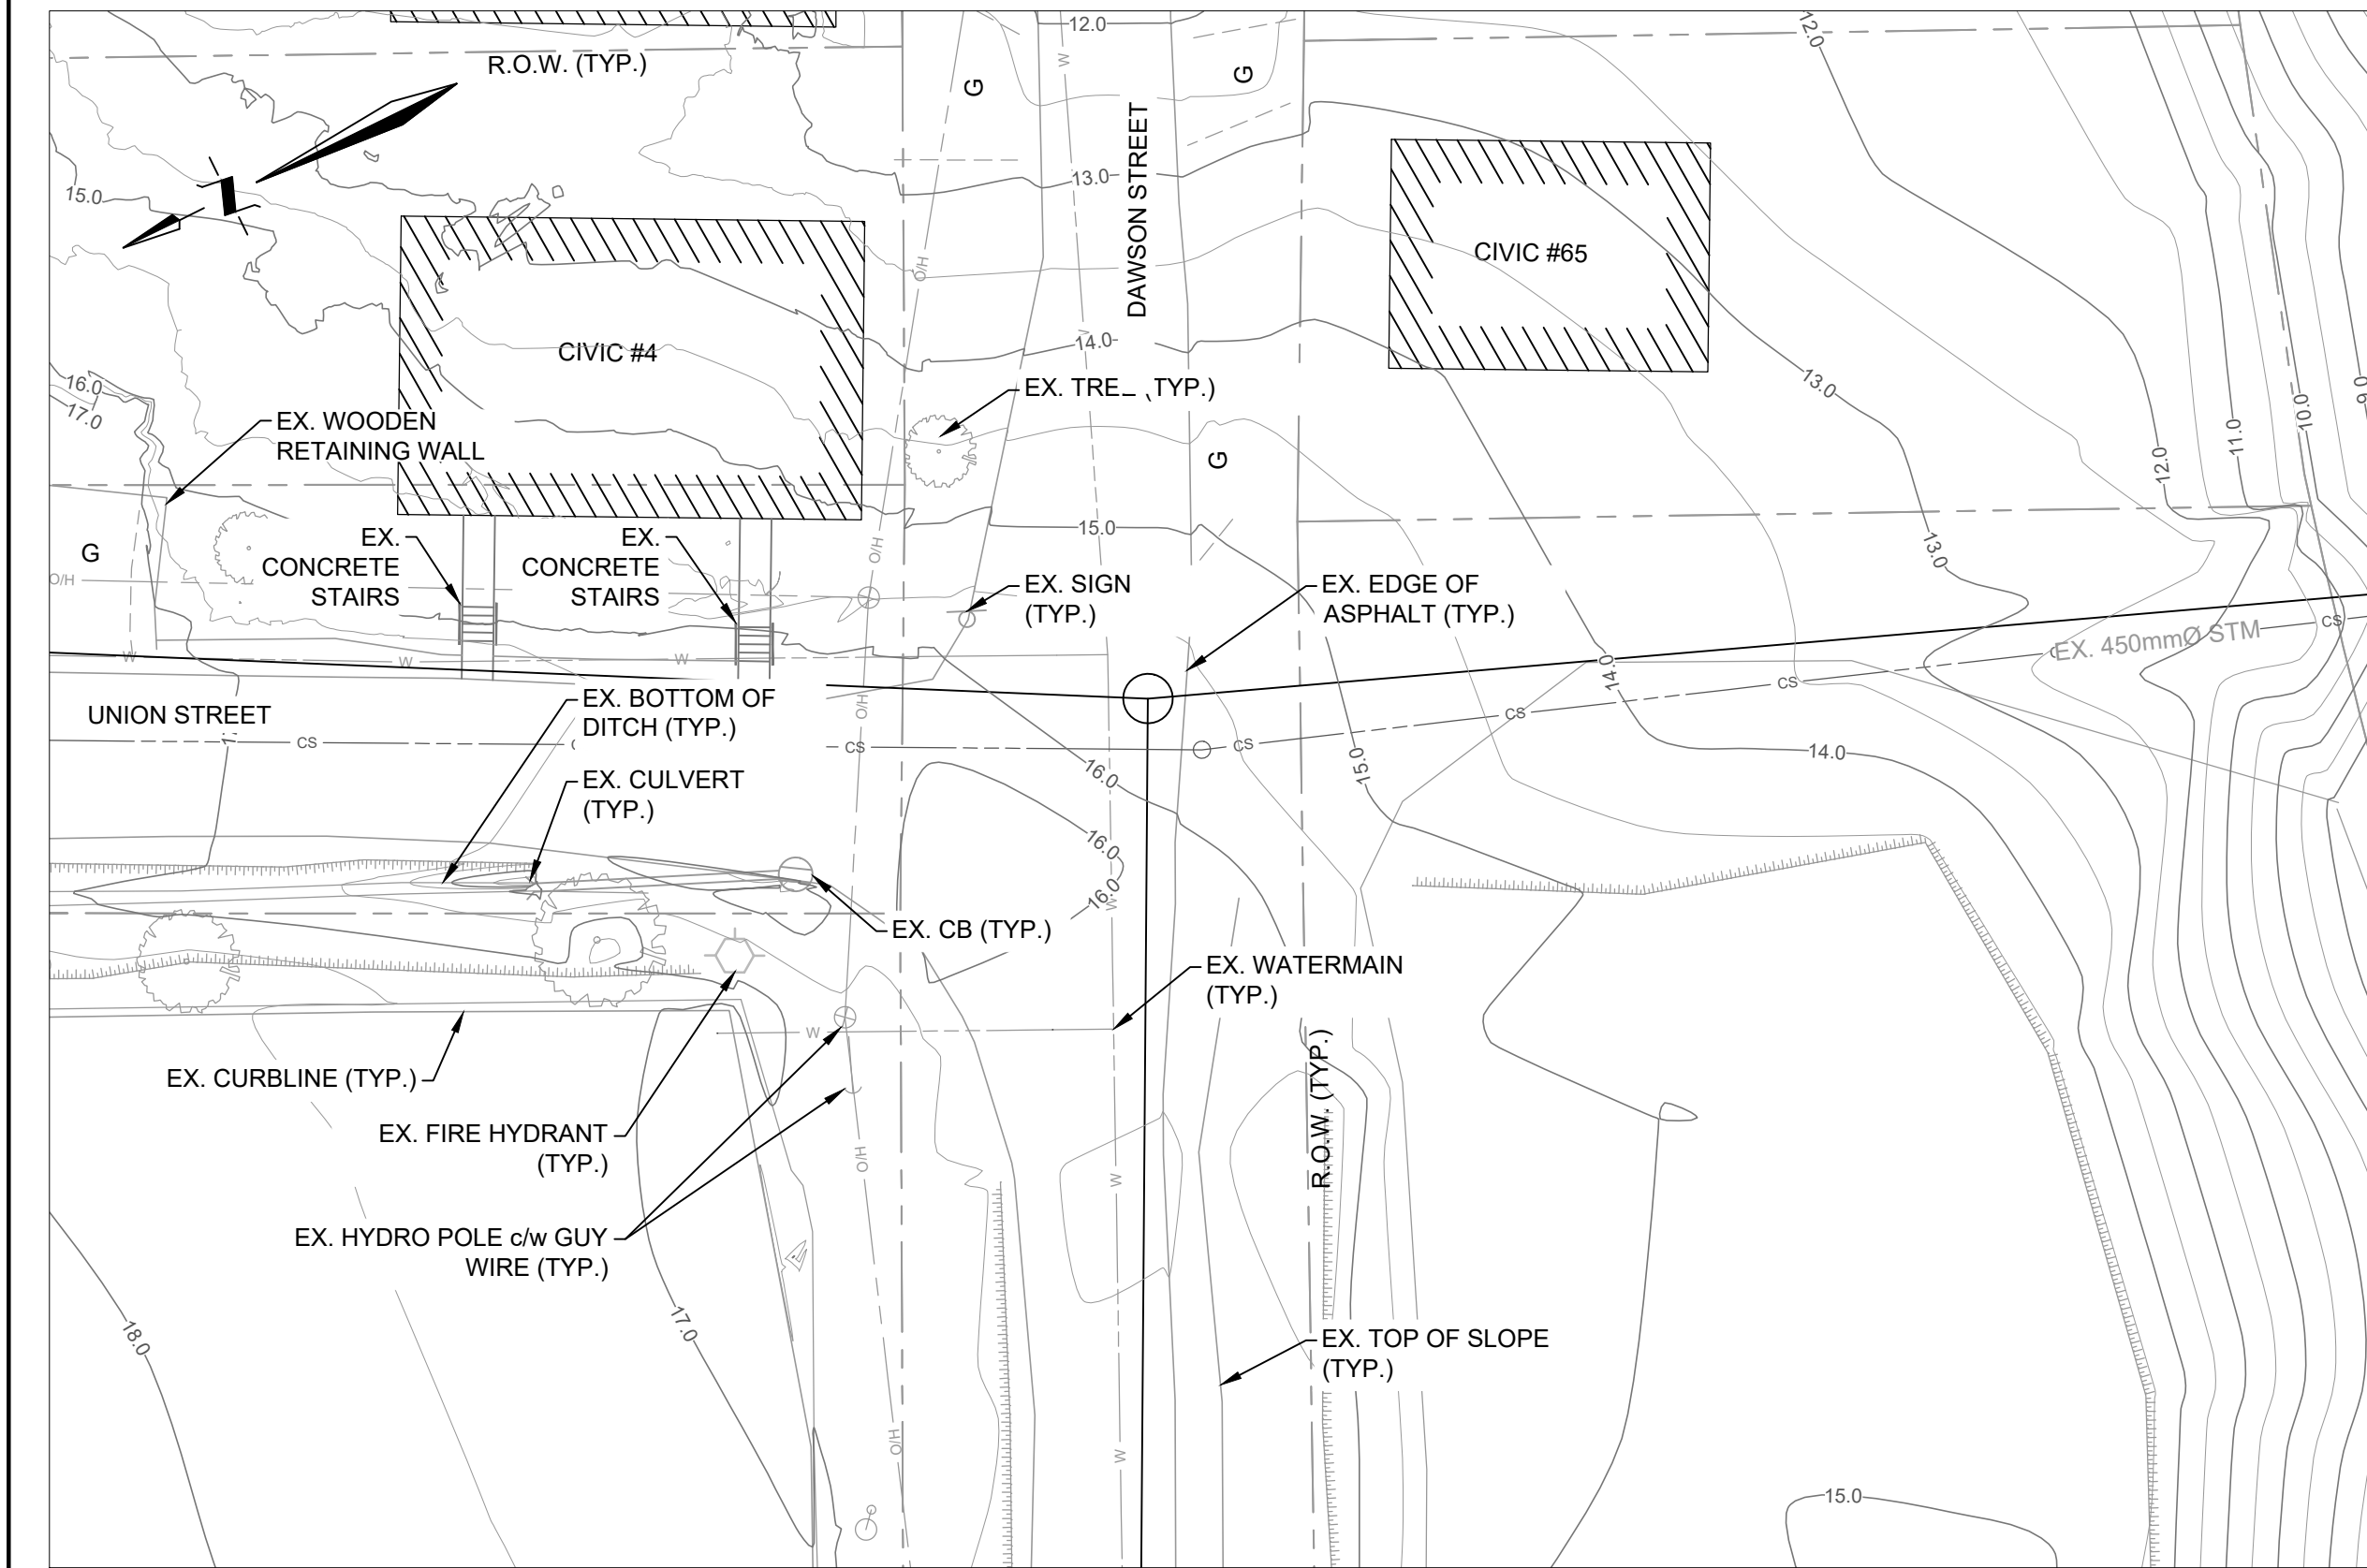 12.0
12.0
R.O.W. (TYP.)
W
G
G
DAWSON STREET
15.0
13.0
CIVIC #65
O/H
W
14.0
CIVIC #4
16.0
17.0
EX. (TYP.)
13.0
9.0
10.0
11.0
12.0
EX. WOODEN
RETAINING WALL
G
15.0
G
O/H
O/H
EX.
CONCRETE
STAIRS
EX.
CONCRETE
STAIRS
EX. SIGN
(TYP.)
EX. EDGE OF
ASPHALT (TYP.)
13.0
CS
EX. 450mmØ STM
W
W
W
14.0
CS
CS
UNION STREET
EX. BOTTOM OF
DITCH (TYP.)
O/H
CS
CS
CS
15.0
14.0
16.0
EX. CULVERT
(TYP.)
16.0
16.0
W
EX. CB (TYP.)
EX. WATERMAIN
(TYP.)
W
EX. CURBLINE (TYP.)
R.O.W. (TYP.)
EX. FIRE HYDRANT
(TYP.)
O/H
W
EX. HYDRO POLE c/w GUY
WIRE (TYP.)
18.0
17.0
EX. TOP OF SLOPE
(TYP.)
O/H
W
15.0